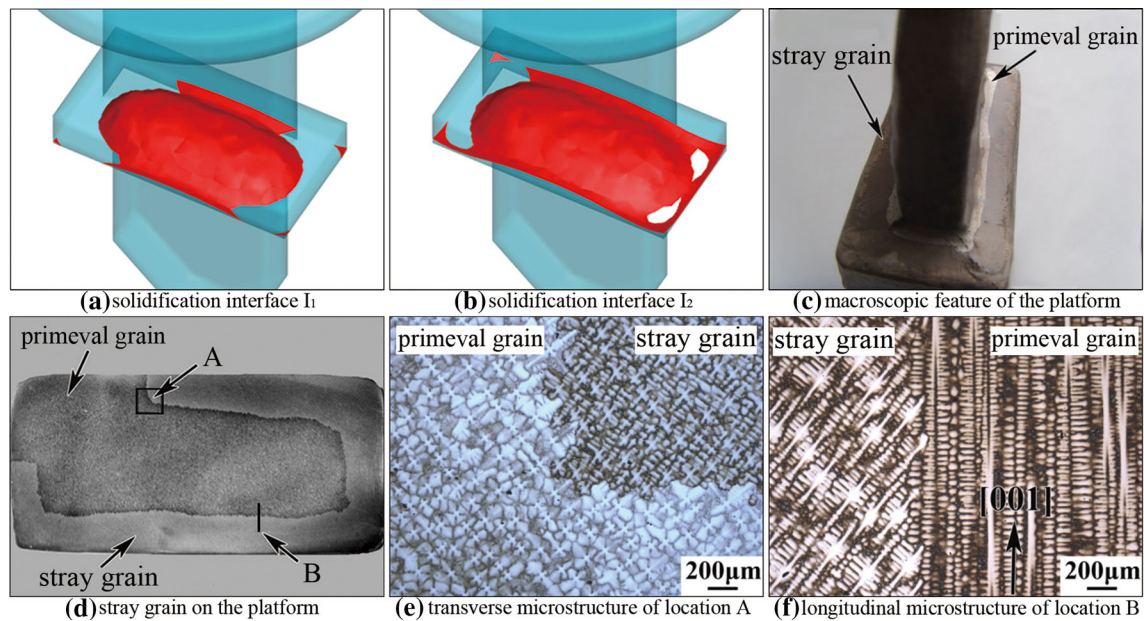 stray grain
primeval grain
(a) solidification interface I₁
(b) solidification interface I₂
(c) macroscopic feature of the platform
primeval grain
A
stray grain
B
primeval grain
stray grain
200μm
stray grain
primeval grain
[001]
200μm
(d) stray grain on the platform
(e) transverse microstructure of location A
(f) longitudinal microstructure of location B